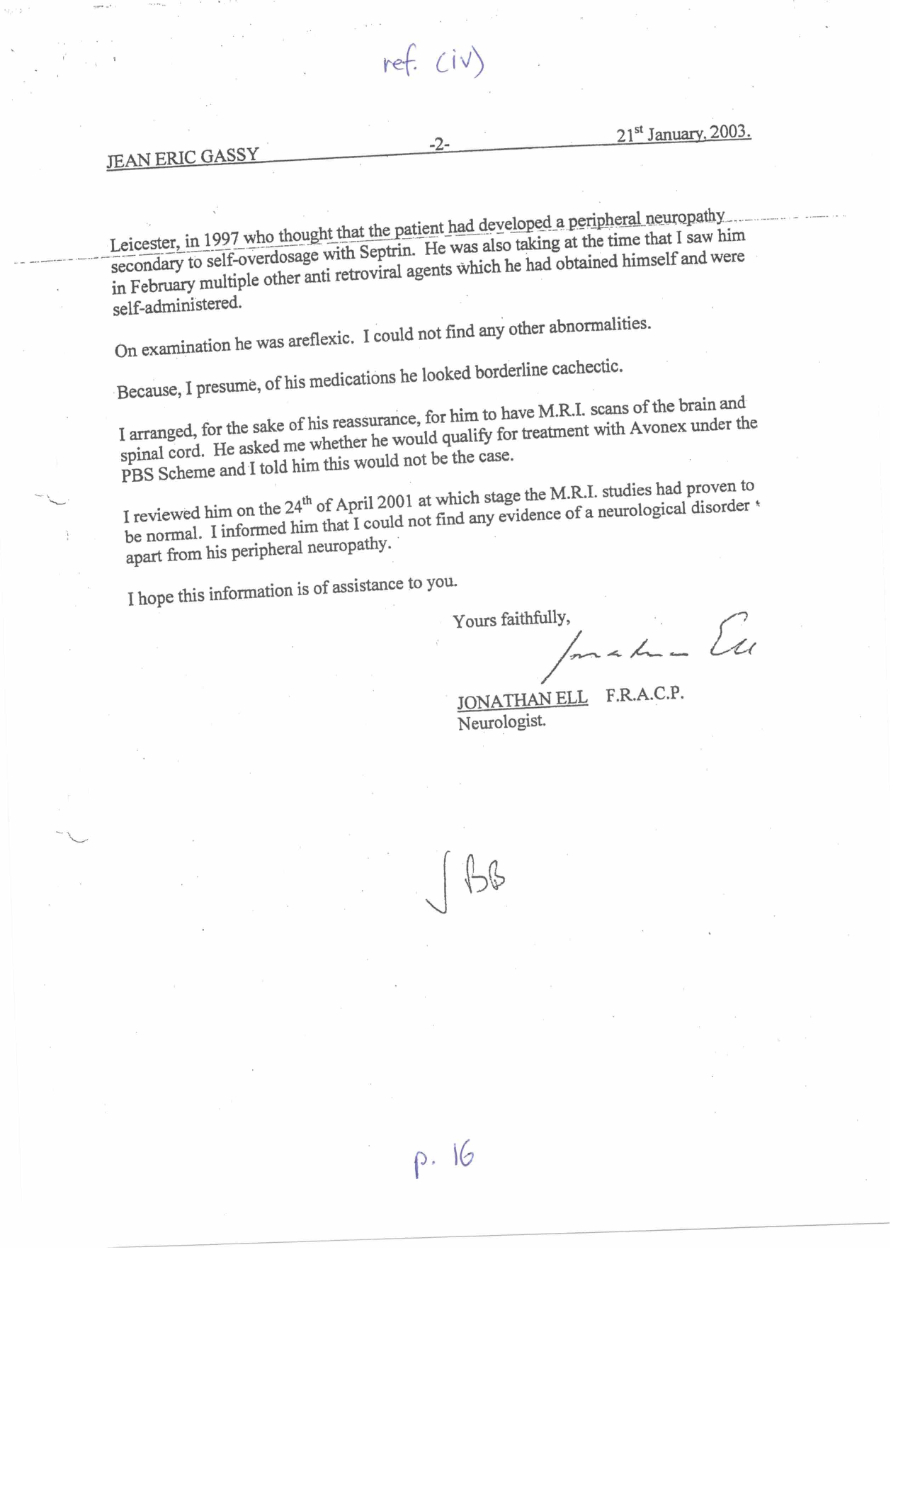 ref. (iv)
JEAN ERIC GASSY -2- 21st January, 2003.
Leicester, in 1997 who thought that the patient had developed a peripheral neuropathy
secondary to self-overdosage with Septrin. He was also taking at the time that I saw him
in February multiple other anti retroviral agents which he had obtained himself and were
self-administered.
On examination he was areflexic. I could not find any other abnormalities.
Because, I presume, of his medications he looked borderline cachectic.
I arranged, for the sake of his reassurance, for him to have M.R.I. scans of the brain and
spinal cord. He asked me whether he would qualify for treatment with Avonex under the
PBS Scheme and I told him this would not be the case.
I reviewed him on the 24th of April 2001 at which stage the M.R.I. studies had proven to
be normal. I informed him that I could not find any evidence of a neurological disorder
apart from his peripheral neuropathy.
I hope this information is of assistance to you.
Yours faithfully,
Jonathan Ell
JONATHAN ELL F.R.A.C.P.
Neurologist.
BB
p. 16